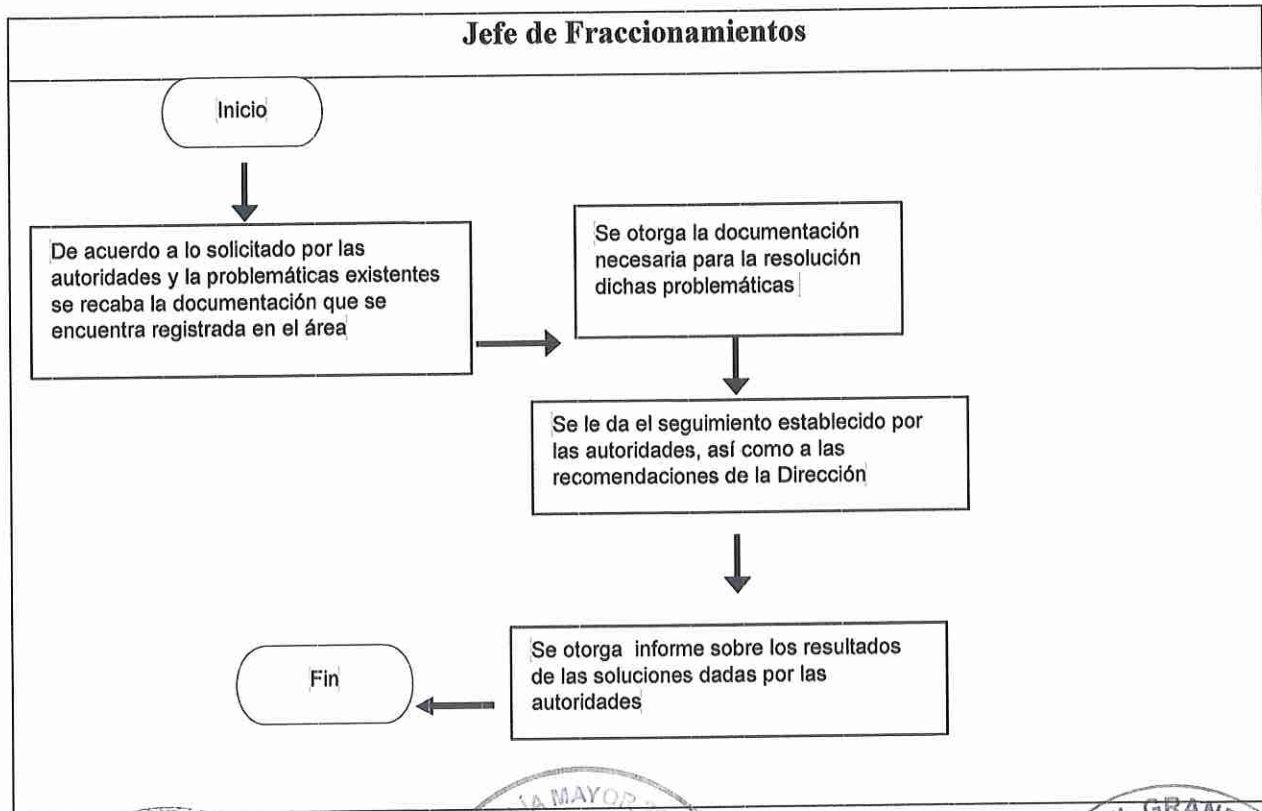 Jefe de Fraccionamientos
Inicio
De acuerdo a lo solicitado por las
autoridades y la problemáticas existentes
se recaba la documentación que se
encuentra registrada en el área
Se otorga la documentación
necesaria para la resolución
dichas problemáticas
Se le da el seguimiento establecido por
las autoridades, así como a las
recomendaciones de la Dirección
Se otorga informe sobre los resultados
de las soluciones dadas por las
autoridades
Fin
MAYOR